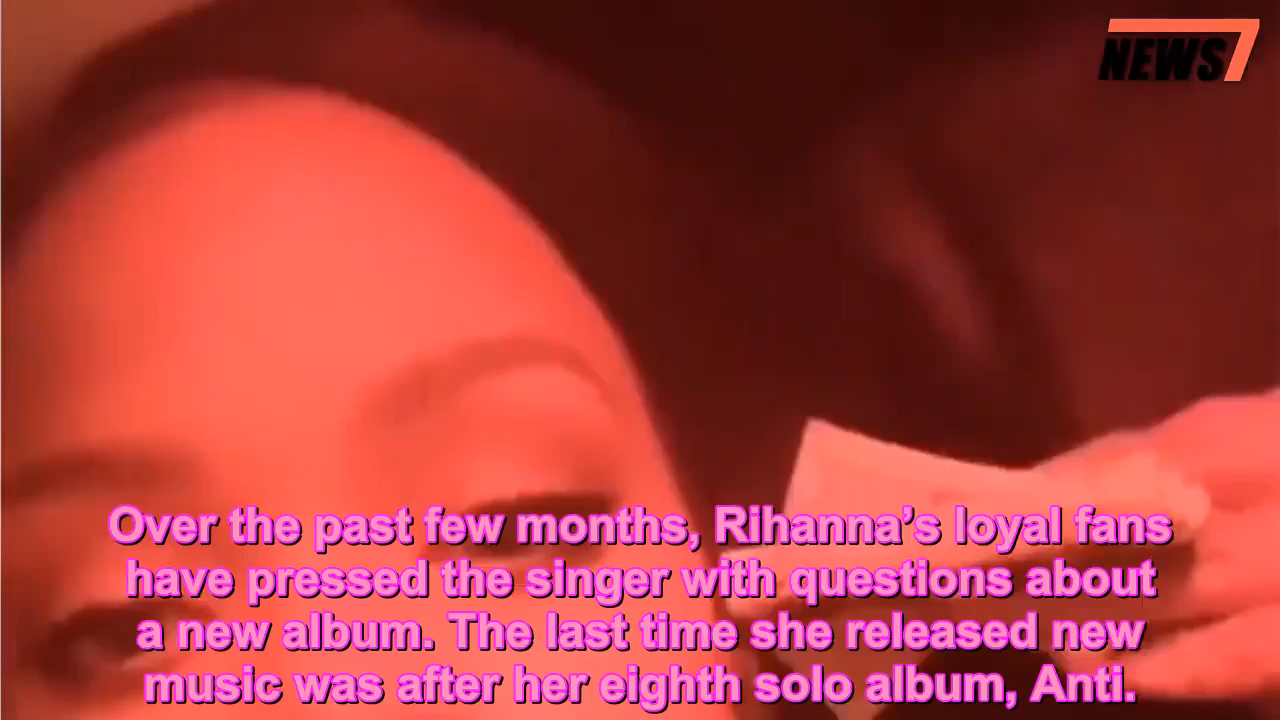 NEWS7
Over the past few months, Rihanna’s loyal fans
have pressed the singer with questions about
a new album. The last time she released new
music was after her eighth solo album, Anti.